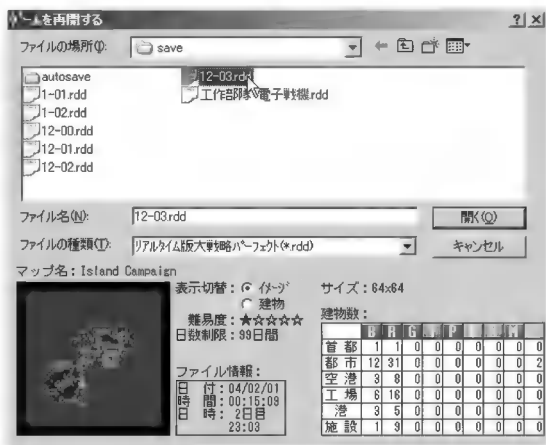 ゲームを再開する
ファイルの場所(I):
save
autosave
1-01.rdd
1-02.rdd
12-00.rdd
12-01.rdd
12-02.rdd
12-03.rdd
工作部隊VS電子戦機.rdd
ファイル名(N):
12-03.rdd
開く(O)
ファイルの種類(T):
リアルタイム版大戦略パーフェクト(*.rdd)
キャンセル
マップ名:Island Campaign
表示切替: イメージ
建物
難易度:★☆☆☆☆
日数制限:99日間
ファイル情報:
日 付:04/02/01
時 間:00:15:09
日 時: 2日目
23:03
サイズ:64x64
建物数:
B R G P M
首都 1 1 0 0 0 0 0 0 0
都市 12 31 0 0 0 0 0 0 2
空港 3 8 0 0 0 0 0 0 0
工場 6 16 0 0 0 0 0 0 0
港 3 5 0 0 0 0 0 0 1
施設 1 9 0 0 0 0 0 0 0